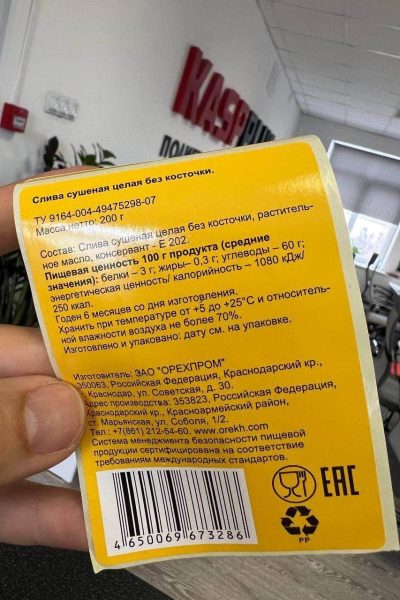 KASP
Слива сушеная целая без косточки.
ТУ 9164-004-49475298-07
Масса нетто: 200 г
Состав: Слива сушеная целая без косточки, раститель-
ное масло, консервант - Е 202.
Пищевая ценность 100 г продукта (средние
значения): белки – 3 г; жиры– 0,3 г; углеводы – 60 г;
энергетическая ценность/ калорийность – 1080 кДж/
250 ккал.
Годен 6 месяцев со дня изготовления.
Хранить при температуре от +5 до +25°С и относитель-
ной влажности воздуха не более 70%.
Изготовлено и упаковано: дату см. на упаковке.
Изготовитель: ЗАО "ОРЕХПРОМ"
350063, Российская Федерация, Краснодарский кр.,
Краснодар, ул. Советская, д. 30.
Адрес производства: 353823, Российская Федерация,
Краснодарский кр., Красноармейский район,
ст. Марьянская, ул. Соболя, 1/2.
Тел.: +7(861) 212-54-60. www.orekh.com
Система менеджмента безопасности пищевой
продукции сертифицирована на соответствие
требованиям международных стандартов.
EAC
PP
4 650069 673286